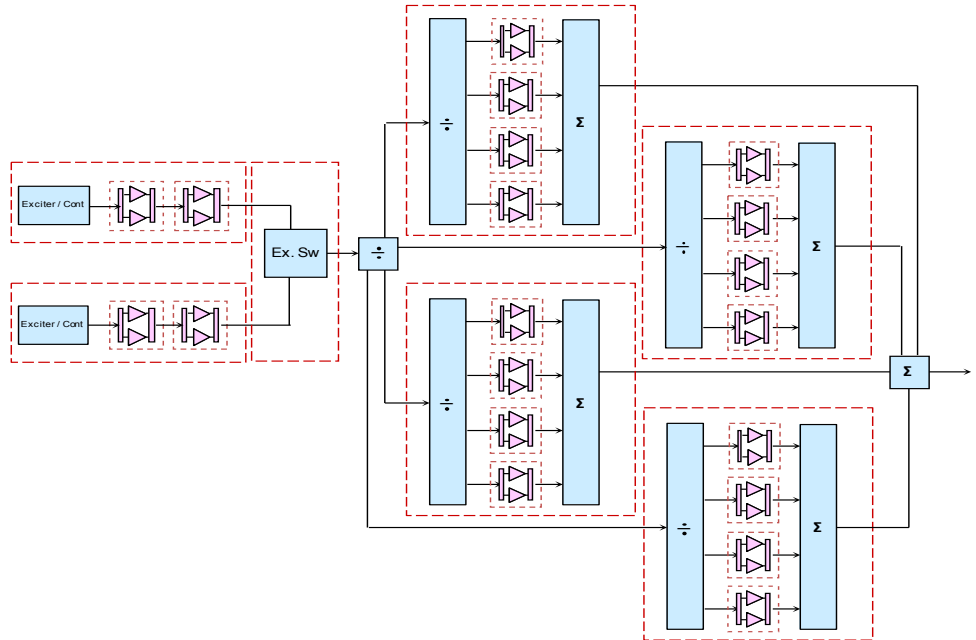 ÷
Σ
÷
Σ
Exciter / Cont
Ex. Sw
÷
Exciter / Cont
÷
Σ
Σ
÷
Σ